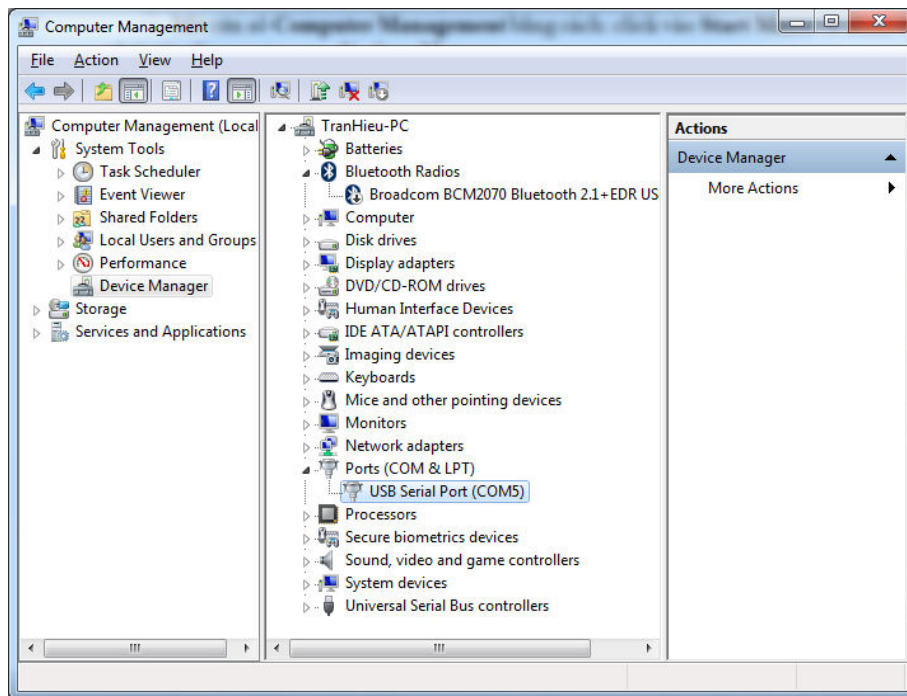 Computer Management
File Action View Help
Computer Management (Local
System Tools
Task Scheduler
Event Viewer
Shared Folders
Local Users and Groups
Performance
Device Manager
Storage
Services and Applications
TranHieu-PC
Batteries
Bluetooth Radios
Broadcom BCM2070 Bluetooth 2.1+EDR US
Computer
Disk drives
Display adapters
DVD/CD-ROM drives
Human Interface Devices
IDE ATA/ATAPI controllers
Imaging devices
Keyboards
Mice and other pointing devices
Monitors
Network adapters
Ports (COM & LPT)
USB Serial Port (COM5)
Processors
Secure biometrics devices
Sound, video and game controllers
System devices
Universal Serial Bus controllers
Actions
Device Manager
More Actions